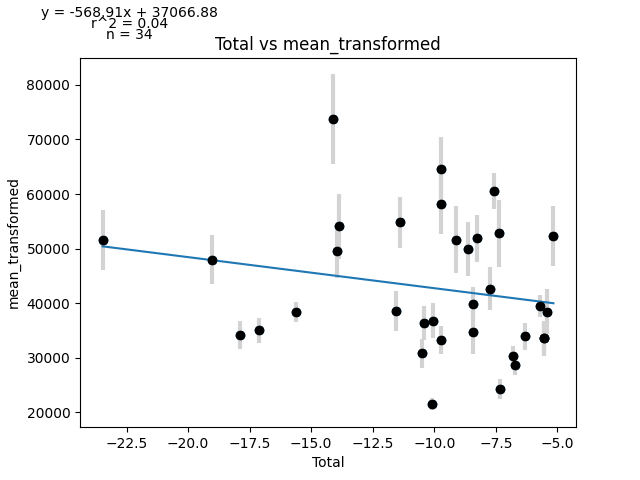 y = -568.91x + 37066.88
r^2 = 0.04
n = 34
Total vs mean_transformed
mean_transformed
80000
70000
60000
50000
40000
30000
20000
−22.5 −20.0 −17.5 −15.0 −12.5 −10.0 −7.5 −5.0
Total